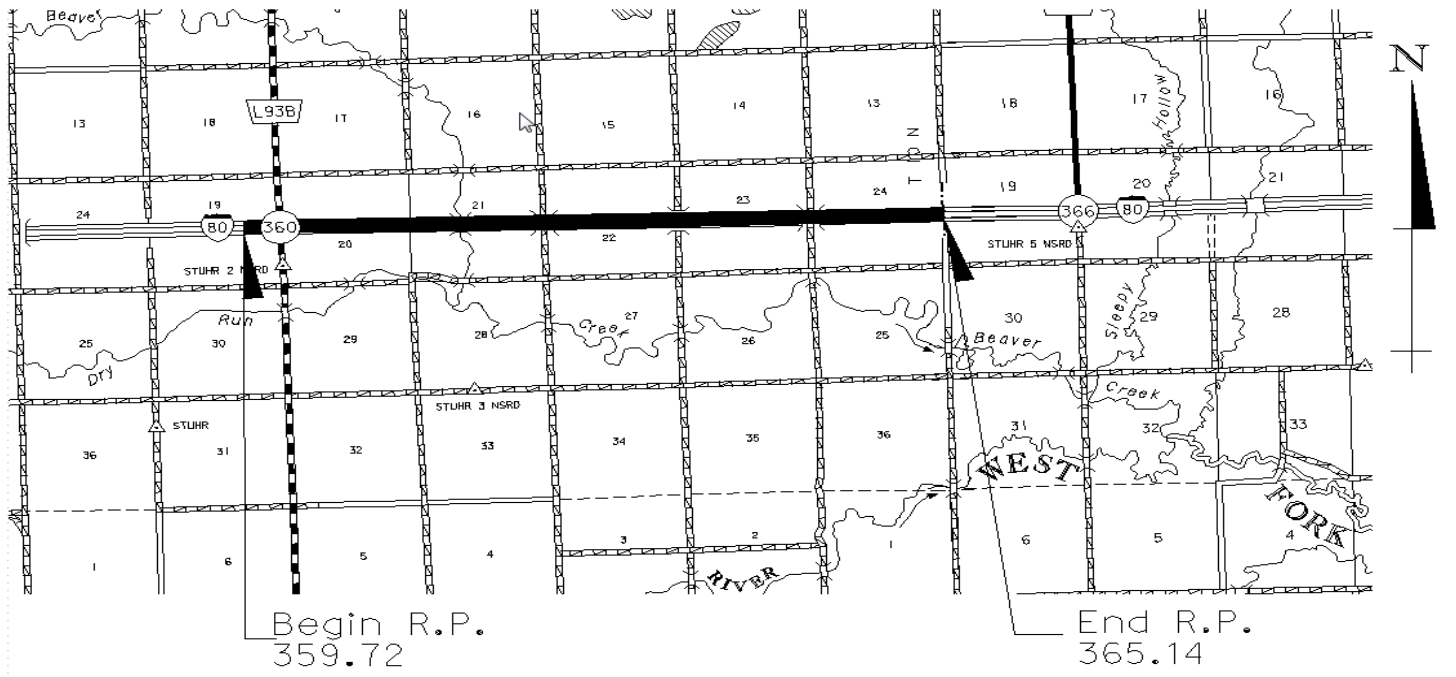 Beaver
N
L93B
13
18
17
16
15
14
13
18
17
Hollow
16
24
19
20
21
22
23
24
T
ION
19
20
21
80
360
366
80
STUHR 2 NSRD
STUHR 5 NSRD
Run
Creek
Beaver
Sleepy
25
30
29
28
27
26
25
30
29
28
Dry
STUHR 3 NSRD
Creek
STUHR
36
31
32
33
34
35
36
31
32
33
WEST
FORK
1
6
5
4
3
2
1
6
5
4
RIVER
Begin R.P.
359.72
End R.P.
365.14